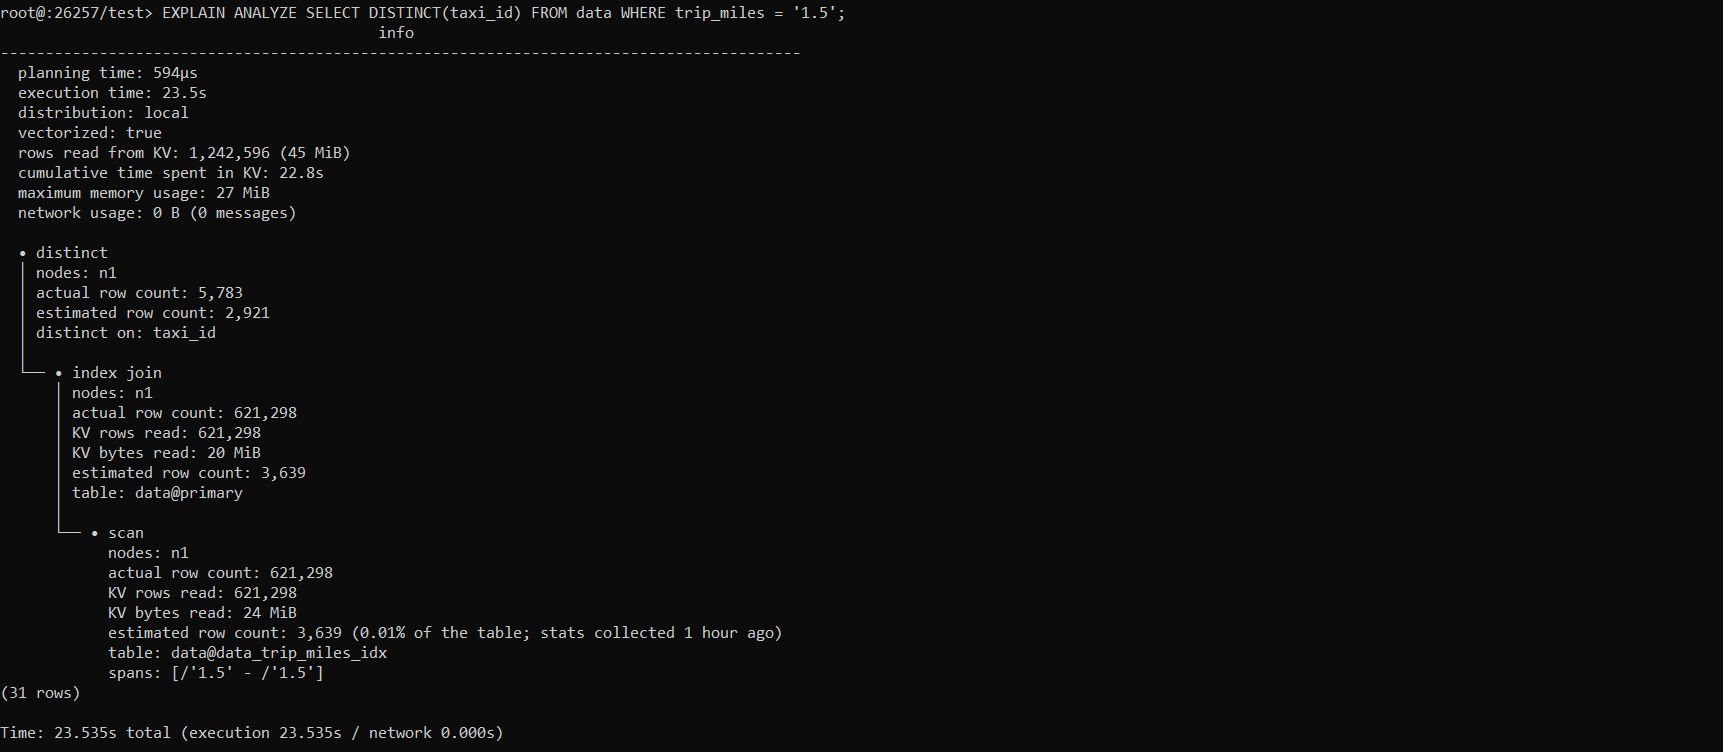 root@:26257/test> EXPLAIN ANALYZE SELECT DISTINCT(taxi_id) FROM data WHERE trip_miles = '1.5';
info
-----------------------------------------------------------------------------------------
planning time: 594µs
execution time: 23.5s
distribution: local
vectorized: true
rows read from KV: 1,242,596 (45 MiB)
cumulative time spent in KV: 22.8s
maximum memory usage: 27 MiB
network usage: 0 B (0 messages)
• distinct
nodes: n1
actual row count: 5,783
estimated row count: 2,921
distinct on: taxi_id
• index join
nodes: n1
actual row count: 621,298
KV rows read: 621,298
KV bytes read: 20 MiB
estimated row count: 3,639
table: data@primary
• scan
nodes: n1
actual row count: 621,298
KV rows read: 621,298
KV bytes read: 24 MiB
estimated row count: 3,639 (0.01% of the table; stats collected 1 hour ago)
table: data@data_trip_miles_idx
spans: [/'1.5' - /'1.5']
(31 rows)
Time: 23.535s total (execution 23.535s / network 0.000s)